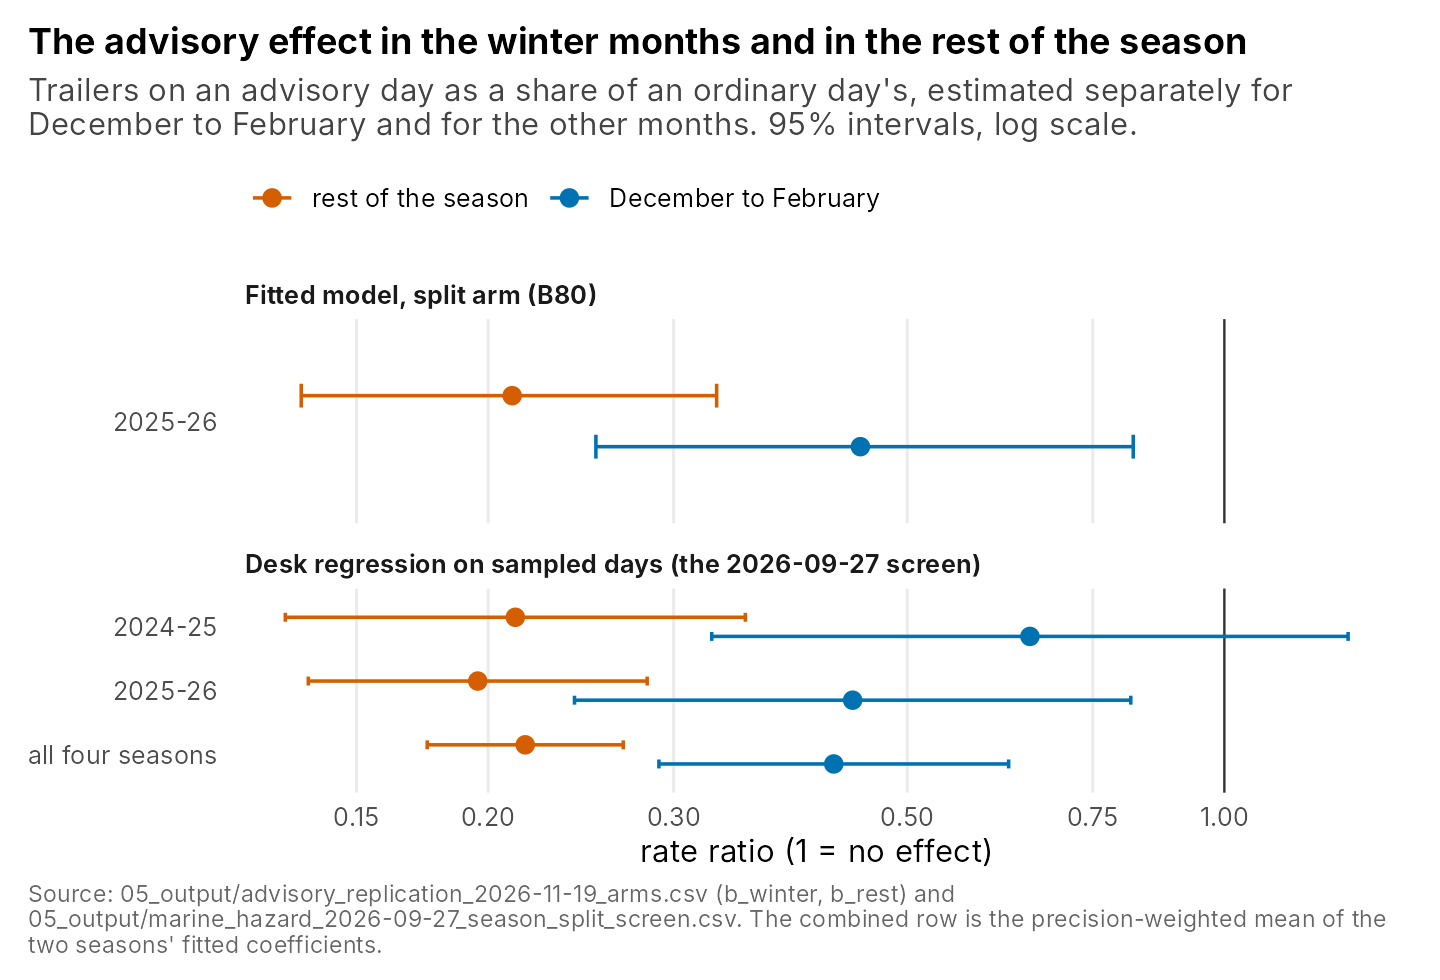 The advisory effect in the winter months and in the rest of the season
Trailers on an advisory day as a share of an ordinary day's, estimated separately for
December to February and for the other months. 95% intervals, log scale.
rest of the season
December to February
Fitted model, split arm (B80)
2025-26
Desk regression on sampled days (the 2026-09-27 screen)
2024-25
2025-26
all four seasons
0.15 0.20 0.30 0.50 0.75 1.00
rate ratio (1 = no effect)
Source: 05_output/advisory_replication_2026-11-19_arms.csv (b_winter, b_rest) and
05_output/marine_hazard_2026-09-27_season_split_screen.csv. The combined row is the precision-weighted mean of the
two seasons' fitted coefficients.